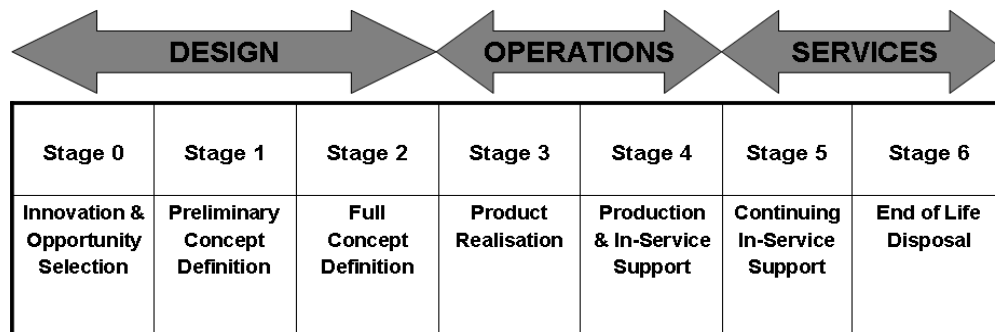 DESIGN OPERATIONS SERVICES
Stage 0 Stage 1 Stage 2 Stage 3 Stage 4 Stage 5 Stage 6
Innovation &
Opportunity
Selection
Preliminary
Concept
Definition
Full
Concept
Definition
Product
Realisation
Production
& In-Service
Support
Continuing
In-Service
Support
End of Life
Disposal